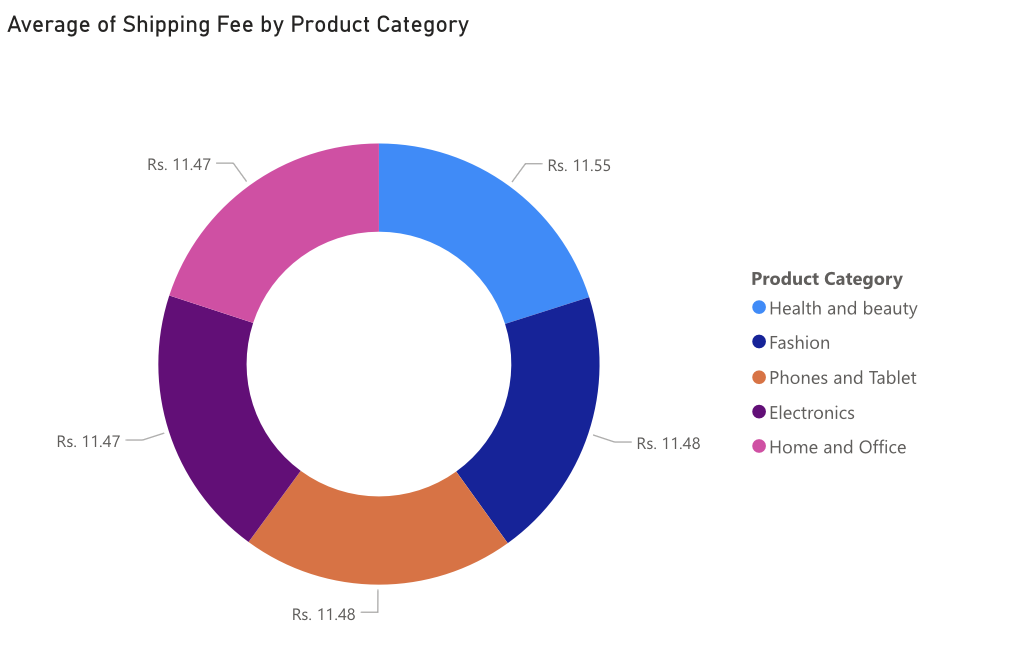 Average of Shipping Fee by Product Category
Rs. 11.47
Rs. 11.55
Rs. 11.47
Rs. 11.48
Rs. 11.48
Product Category
Health and beauty
Fashion
Phones and Tablet
Electronics
Home and Office